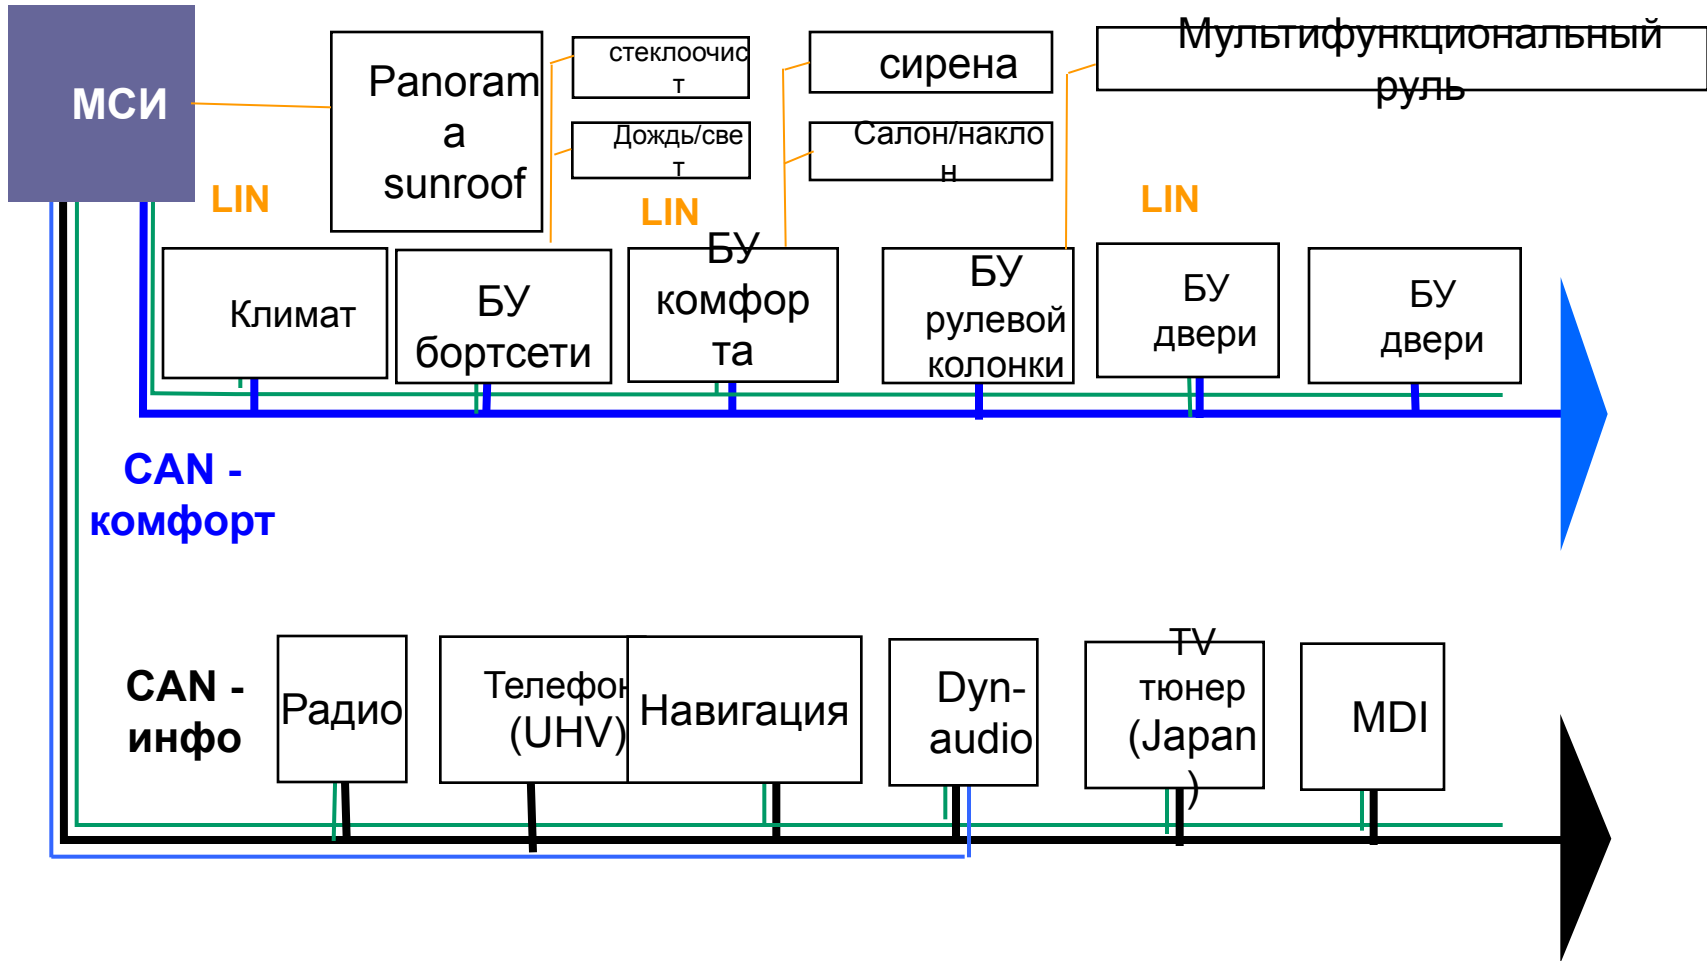 МСИ
Panoram
а
sunroof
стеклоочис
т
Дождь/све
т
сирена
Салон/накло
н
Мультифункциональный
руль
LIN
LIN
LIN
Климат
БУ
бортсети
БУ
комфор
та
БУ
рулевой
колонки
БУ
двери
БУ
двери
CAN -
комфорт
CAN -
инфо
Радио
Телефон
(UHV)
Навигация
Dyn-
audio
TV
тюнер
(Japan
)
MDI